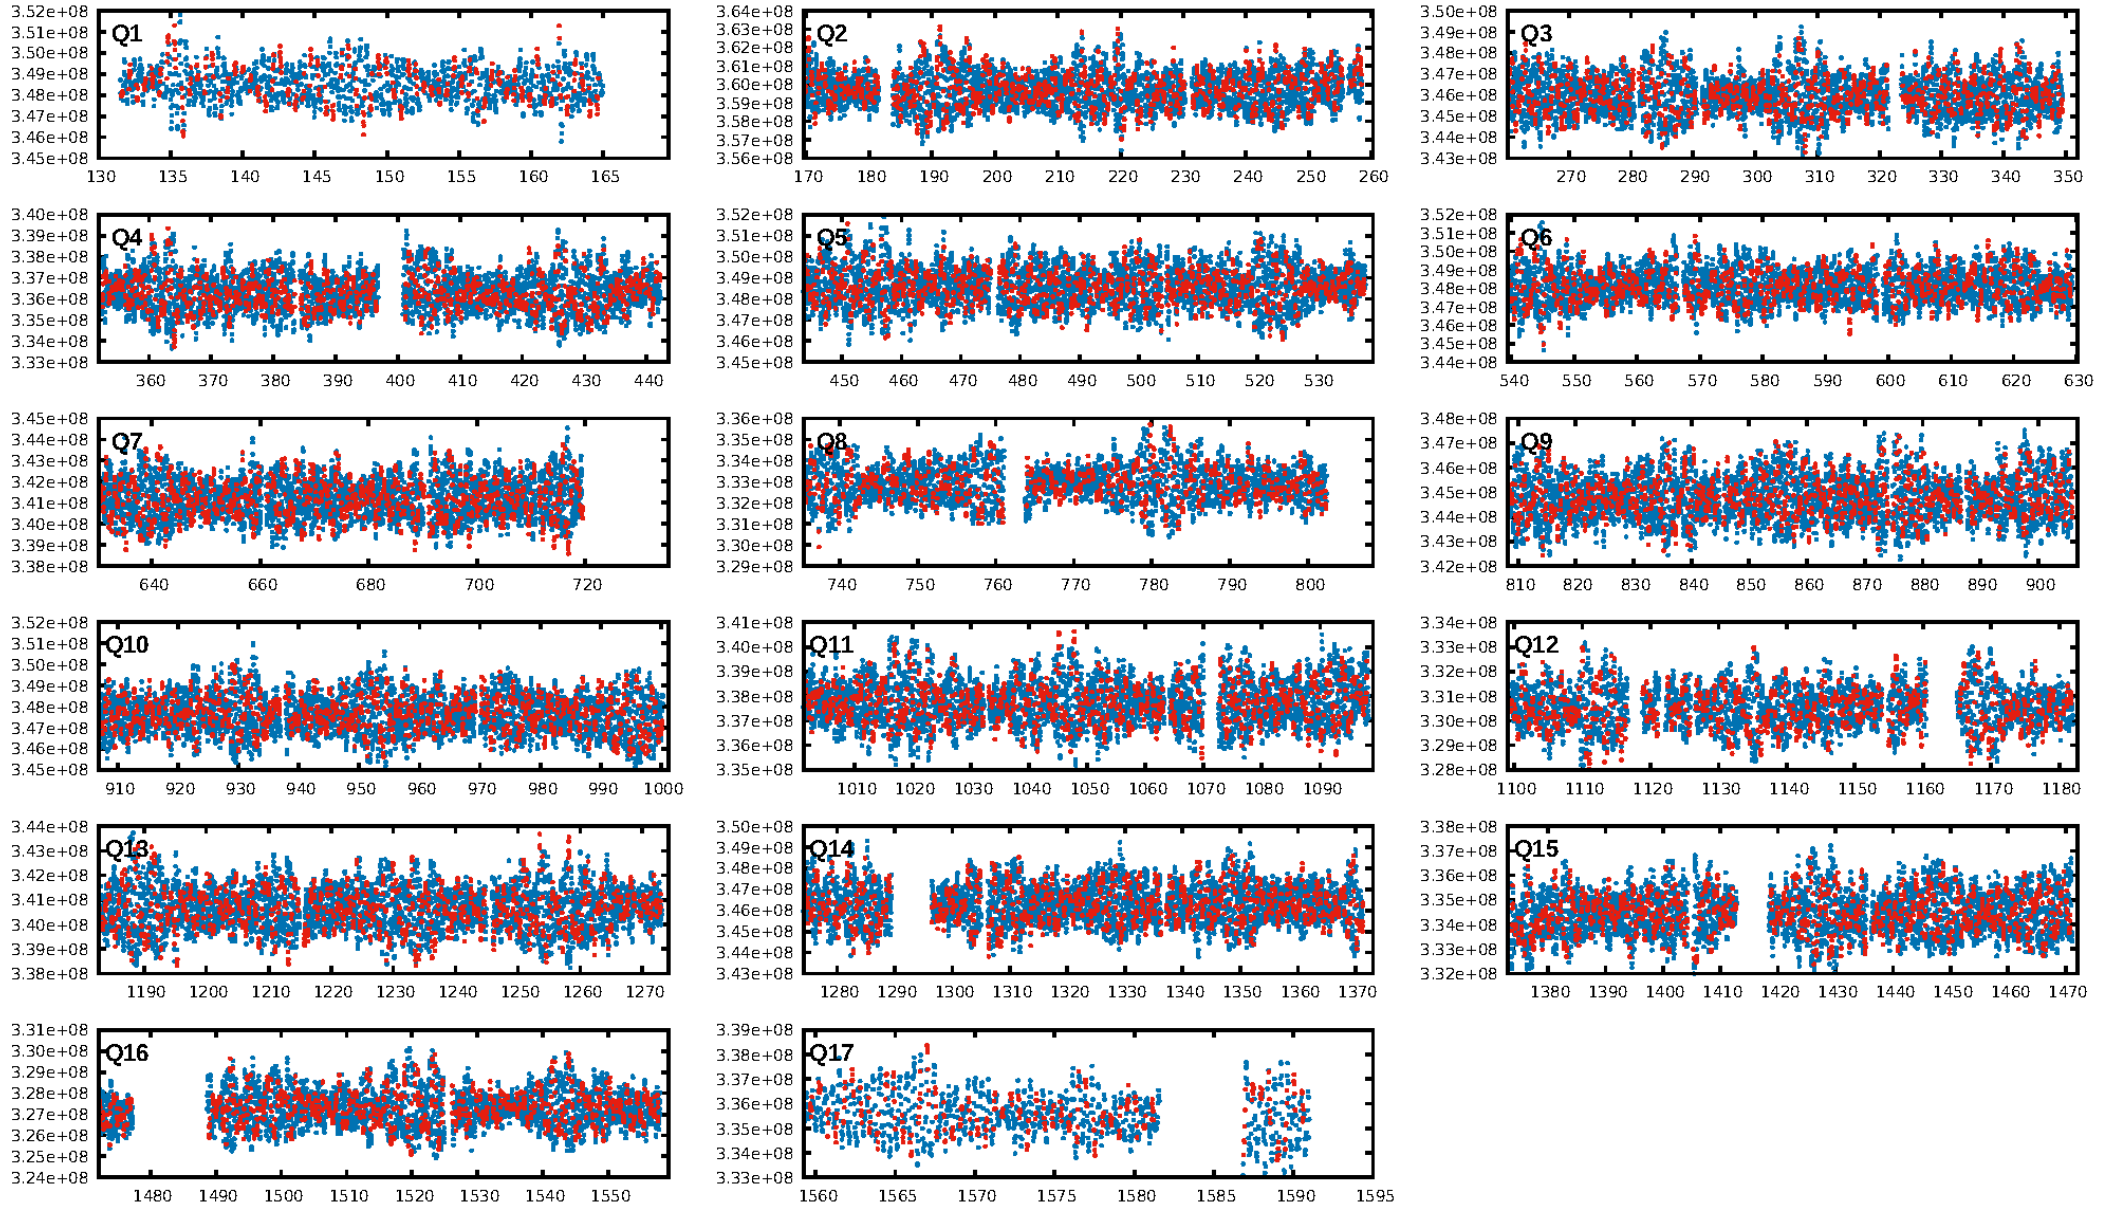 3.52e+08 3.51e+08 3.50e+08 3.49e+08 3.48e+08 3.47e+08 3.46e+08 3.45e+08
Q1
130 135 140 145 150 155 160 165
3.64e+08 3.63e+08 3.62e+08 3.61e+08 3.60e+08 3.59e+08 3.58e+08 3.57e+08 3.56e+08
Q2
170 180 190 200 210 220 230 240 250 260
3.50e+08 3.49e+08 3.48e+08 3.47e+08 3.46e+08 3.45e+08 3.44e+08 3.43e+08
Q3
270 280 290 300 310 320 330 340 350
3.40e+08 3.39e+08 3.38e+08 3.37e+08 3.36e+08 3.35e+08 3.34e+08 3.33e+08
Q4
360 370 380 390 400 410 420 430 440
3.52e+08 3.51e+08 3.50e+08 3.49e+08 3.48e+08 3.47e+08 3.46e+08 3.45e+08
Q5
450 460 470 480 490 500 510 520 530
3.52e+08 3.51e+08 3.50e+08 3.49e+08 3.48e+08 3.47e+08 3.46e+08 3.45e+08 3.44e+08
Q6
540 550 560 570 580 590 600 610 620 630
3.45e+08 3.44e+08 3.43e+08 3.42e+08 3.41e+08 3.40e+08 3.39e+08 3.38e+08
Q7
640 660 680 700 720
3.36e+08 3.35e+08 3.34e+08 3.33e+08 3.32e+08 3.31e+08 3.30e+08 3.29e+08
Q8
740 750 760 770 780 790 800
3.48e+08 3.47e+08 3.46e+08 3.45e+08 3.44e+08 3.43e+08 3.42e+08
Q9
810 820 830 840 850 860 870 880 890 900
3.52e+08 3.51e+08 3.50e+08 3.49e+08 3.48e+08 3.47e+08 3.46e+08 3.45e+08
Q10
910 920 930 940 950 960 970 980 990 1000
3.41e+08 3.40e+08 3.39e+08 3.38e+08 3.37e+08 3.36e+08 3.35e+08
Q11
1010 1020 1030 1040 1050 1060 1070 1080 1090
3.34e+08 3.33e+08 3.32e+08 3.31e+08 3.30e+08 3.29e+08 3.28e+08
Q12
1100 1110 1120 1130 1140 1150 1160 1170 1180
3.44e+08 3.43e+08 3.42e+08 3.41e+08 3.40e+08 3.39e+08 3.38e+08
Q13
1190 1200 1210 1220 1230 1240 1250 1260 1270
3.50e+08 3.49e+08 3.48e+08 3.47e+08 3.46e+08 3.45e+08 3.44e+08 3.43e+08
Q14
1280 1290 1300 1310 1320 1330 1340 1350 1360 1370
3.38e+08 3.37e+08 3.36e+08 3.35e+08 3.34e+08 3.33e+08 3.32e+08
Q15
1380 1390 1400 1410 1420 1430 1440 1450 1460 1470
3.31e+08 3.30e+08 3.29e+08 3.28e+08 3.27e+08 3.26e+08 3.25e+08 3.24e+08
Q16
1480 1490 1500 1510 1520 1530 1540 1550
3.39e+08 3.38e+08 3.37e+08 3.36e+08 3.35e+08 3.34e+08 3.33e+08
Q17
1560 1565 1570 1575 1580 1585 1590 1595